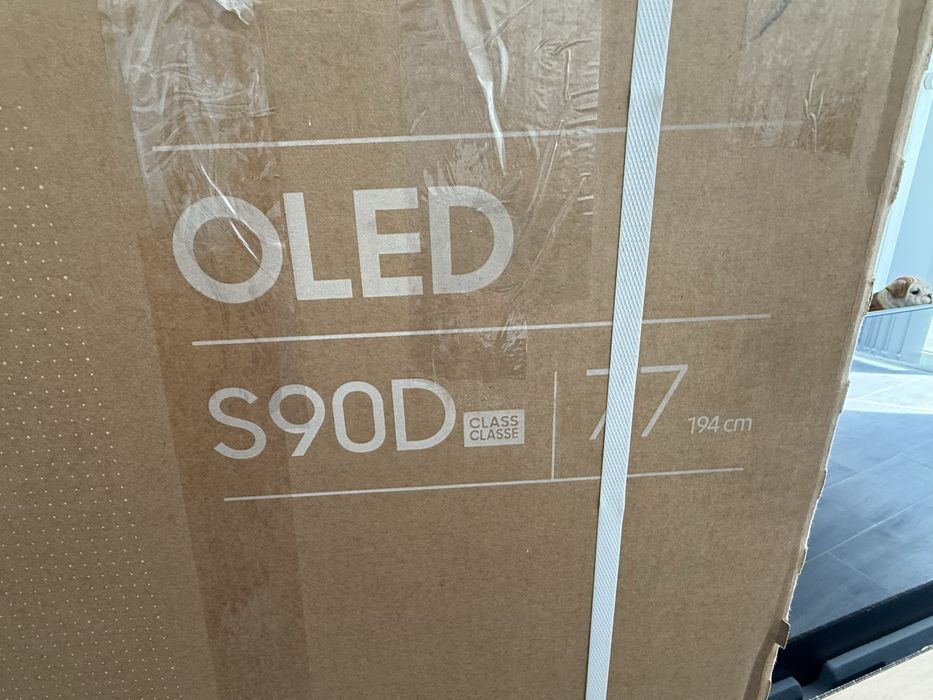 OLED
S90D CLASS CLASSE 77 194 cm